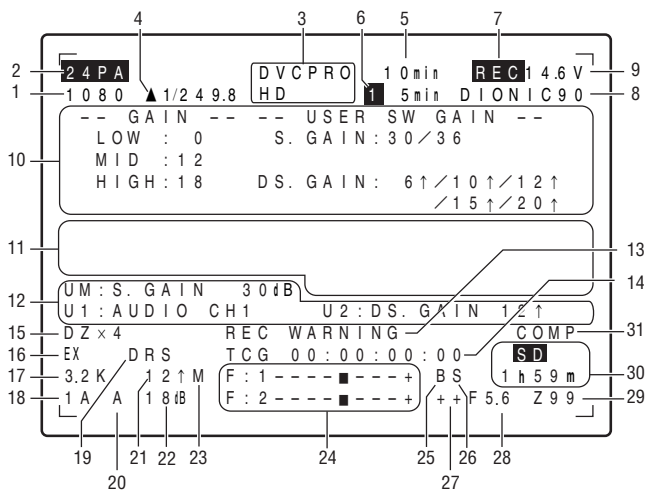 4 3 6 5 7
2 24PA DVCPRO 10min REC 14.6V 9
1 1080 ▲1/249.8 HD 1 5min DIONIC90 8
-- GAIN -- -- USER SW GAIN --
LOW : 0 S. GAIN:30/36
10 MID :12
HIGH:18 DS. GAIN: 6↑/10↑/12↑
/15↑/20↑
11
13
14
UM:S. GAIN 30dB
12 U1:AUDIO CH1 U2:DS. GAIN 12↑
15 DZ×4 REC WARNING COMP 31
16 EX DRS TCG 00:00:00:00 SD
17 3.2K 12↑M F:1----■---+ BS 1h59m 30
18 1A A 18dB F:2----■---+ ++F5.6 Z99 29
19 21 22 23 24 25 26 28
20 27